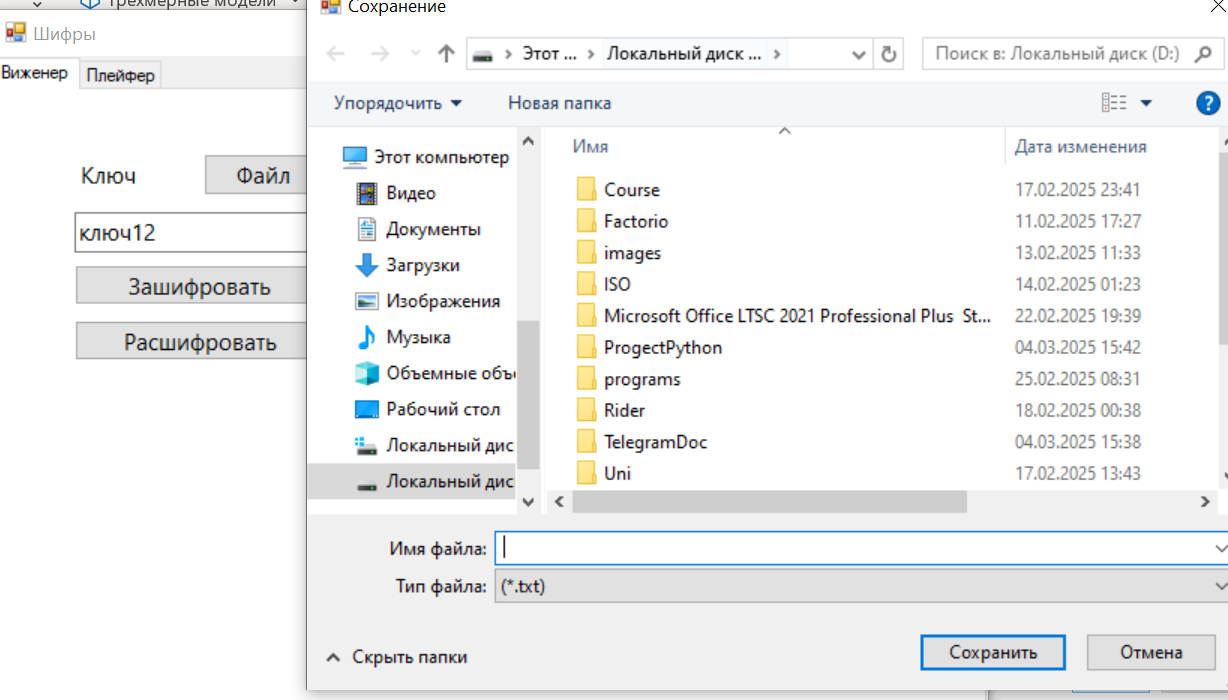 Трёхмерные модели
Шифры
Виженер
Плейфер
Ключ
Файл
ключ12
Зашифровать
Расшифровать
Сохранение
Этот ... › Локальный диск ... ›
Поиск в: Локальный диск (D:)
Упорядочить
Новая папка
?
Этот компьютер
Видео
Документы
Загрузки
Изображения
Музыка
Объемные объ
Рабочий стол
Локальный дис
Локальный дис
Имя
Дата изменения
Course 17.02.2025 23:41
Factorio 11.02.2025 17:27
images 13.02.2025 11:33
ISO 14.02.2025 01:23
Microsoft Office LTSC 2021 Professional Plus St... 22.02.2025 19:39
ProgectPython 04.03.2025 15:42
programs 25.02.2025 08:31
Rider 18.02.2025 00:38
TelegramDoc 04.03.2025 15:38
Uni 17.02.2025 13:43
Имя файла:
Тип файла: (*.txt)
Скрыть папки
Сохранить
Отмена